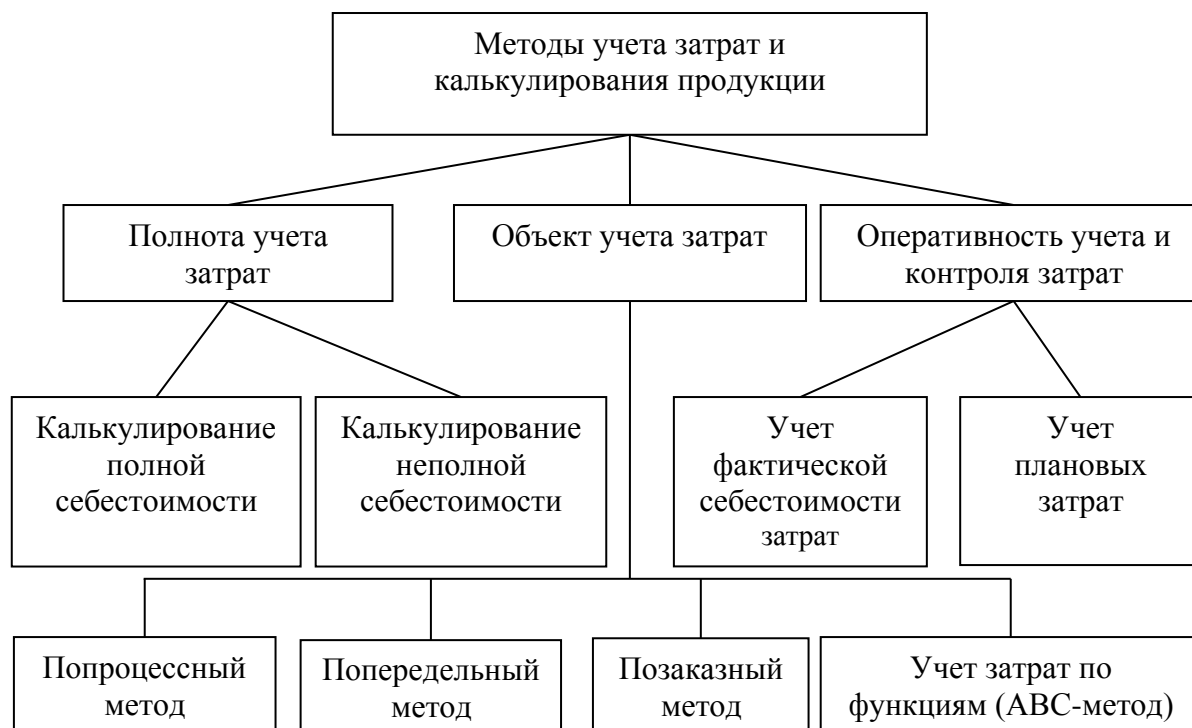 Методы учета затрат и
калькулирования продукции
Полнота учета
затрат
Объект учета затрат
Оперативность учета и
контроля затрат
Калькулирование
полной
себестоимости
Калькулирование
неполной
себестоимости
Учет
фактической
себестоимости
затрат
Учет
плановых
затрат
Попроцессный
метод
Попередельный
метод
Позаказный
метод
Учет затрат по
функциям (АВС-метод)